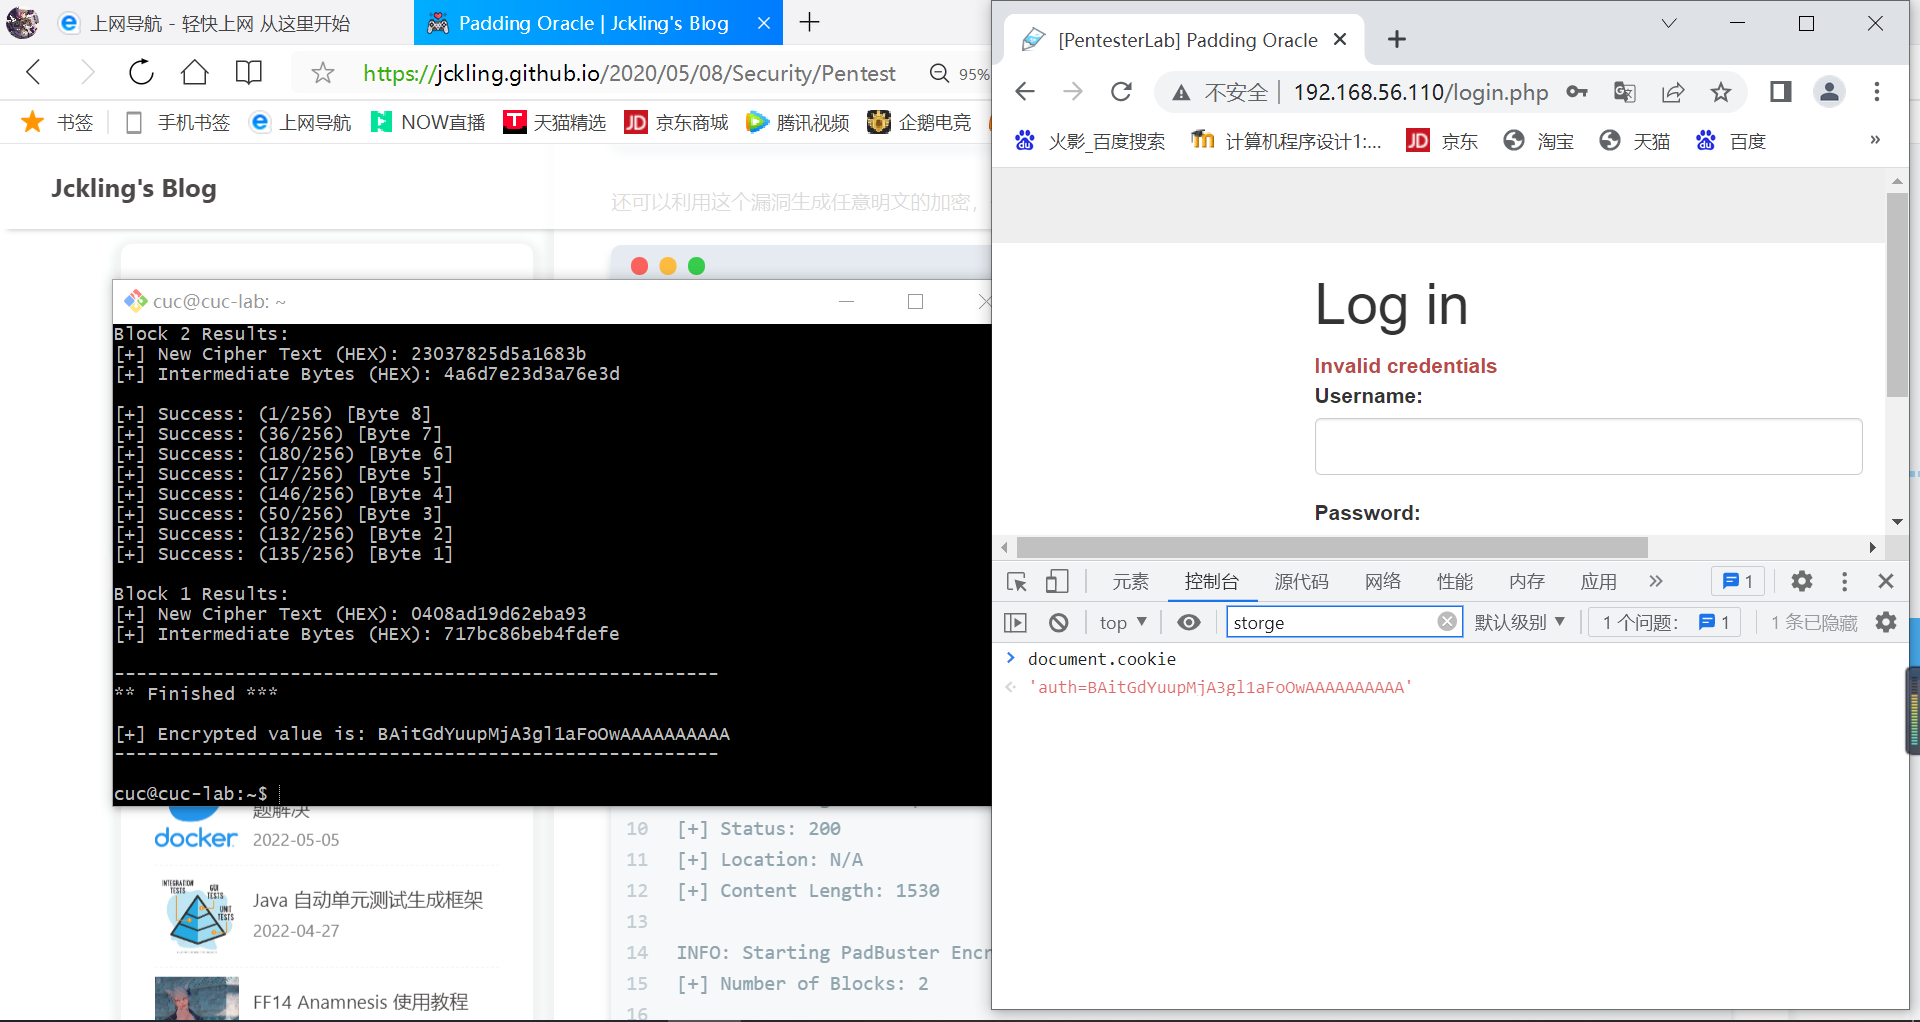 上网导航 - 轻快上网 从这里开始
Padding Oracle | Jckling's Blog
https://jckling.github.io/2020/05/08/Security/Pentest
95%
书签
手机书签
上网导航
NOW直播
天猫精选
京东商城
腾讯视频
企鹅电竞
Jckling's Blog
还可以利用这个漏洞生成任意明文的加密，
cuc@cuc-lab: ~
Block 2 Results:
[+] New Cipher Text (HEX): 23037825d5a1683b
[+] Intermediate Bytes (HEX): 4a6d7e23d3a76e3d
[+] Success: (1/256) [Byte 8]
[+] Success: (36/256) [Byte 7]
[+] Success: (180/256) [Byte 6]
[+] Success: (17/256) [Byte 5]
[+] Success: (146/256) [Byte 4]
[+] Success: (50/256) [Byte 3]
[+] Success: (132/256) [Byte 2]
[+] Success: (135/256) [Byte 1]
Block 1 Results:
[+] New Cipher Text (HEX): 0408ad19d62eba93
[+] Intermediate Bytes (HEX): 717bc86beb4fdefe
-------------------------------------------------------
** Finished ***
[+] Encrypted value is: BAitGdYuupMjA3gl1aFoOwAAAAAAAAAA
-------------------------------------------------------
cuc@cuc-lab:~$
题解决
docker
2022-05-05
INTEGRATION TESTS
GUI TESTS
UNIT TESTS
Java 自动单元测试生成框架
2022-04-27
FF14 Anamnesis 使用教程
10 [+] Status: 200
11 [+] Location: N/A
12 [+] Content Length: 1530
13
14 INFO: Starting PadBuster Encr
15 [+] Number of Blocks: 2
16
[PentesterLab] Padding Oracle
不安全 192.168.56.110/login.php
火影_百度搜索
计算机程序设计1:...
京东
淘宝
天猫
百度
»
Log in
Invalid credentials
Username:
Password:
元素 控制台 源代码 网络 性能 内存 应用 » 1
top storge 默认级别 1 个问题: 1 1 条已隐藏
document.cookie
'auth=BAitGdYuupMjA3gl1aFoOwAAAAAAAAAA'